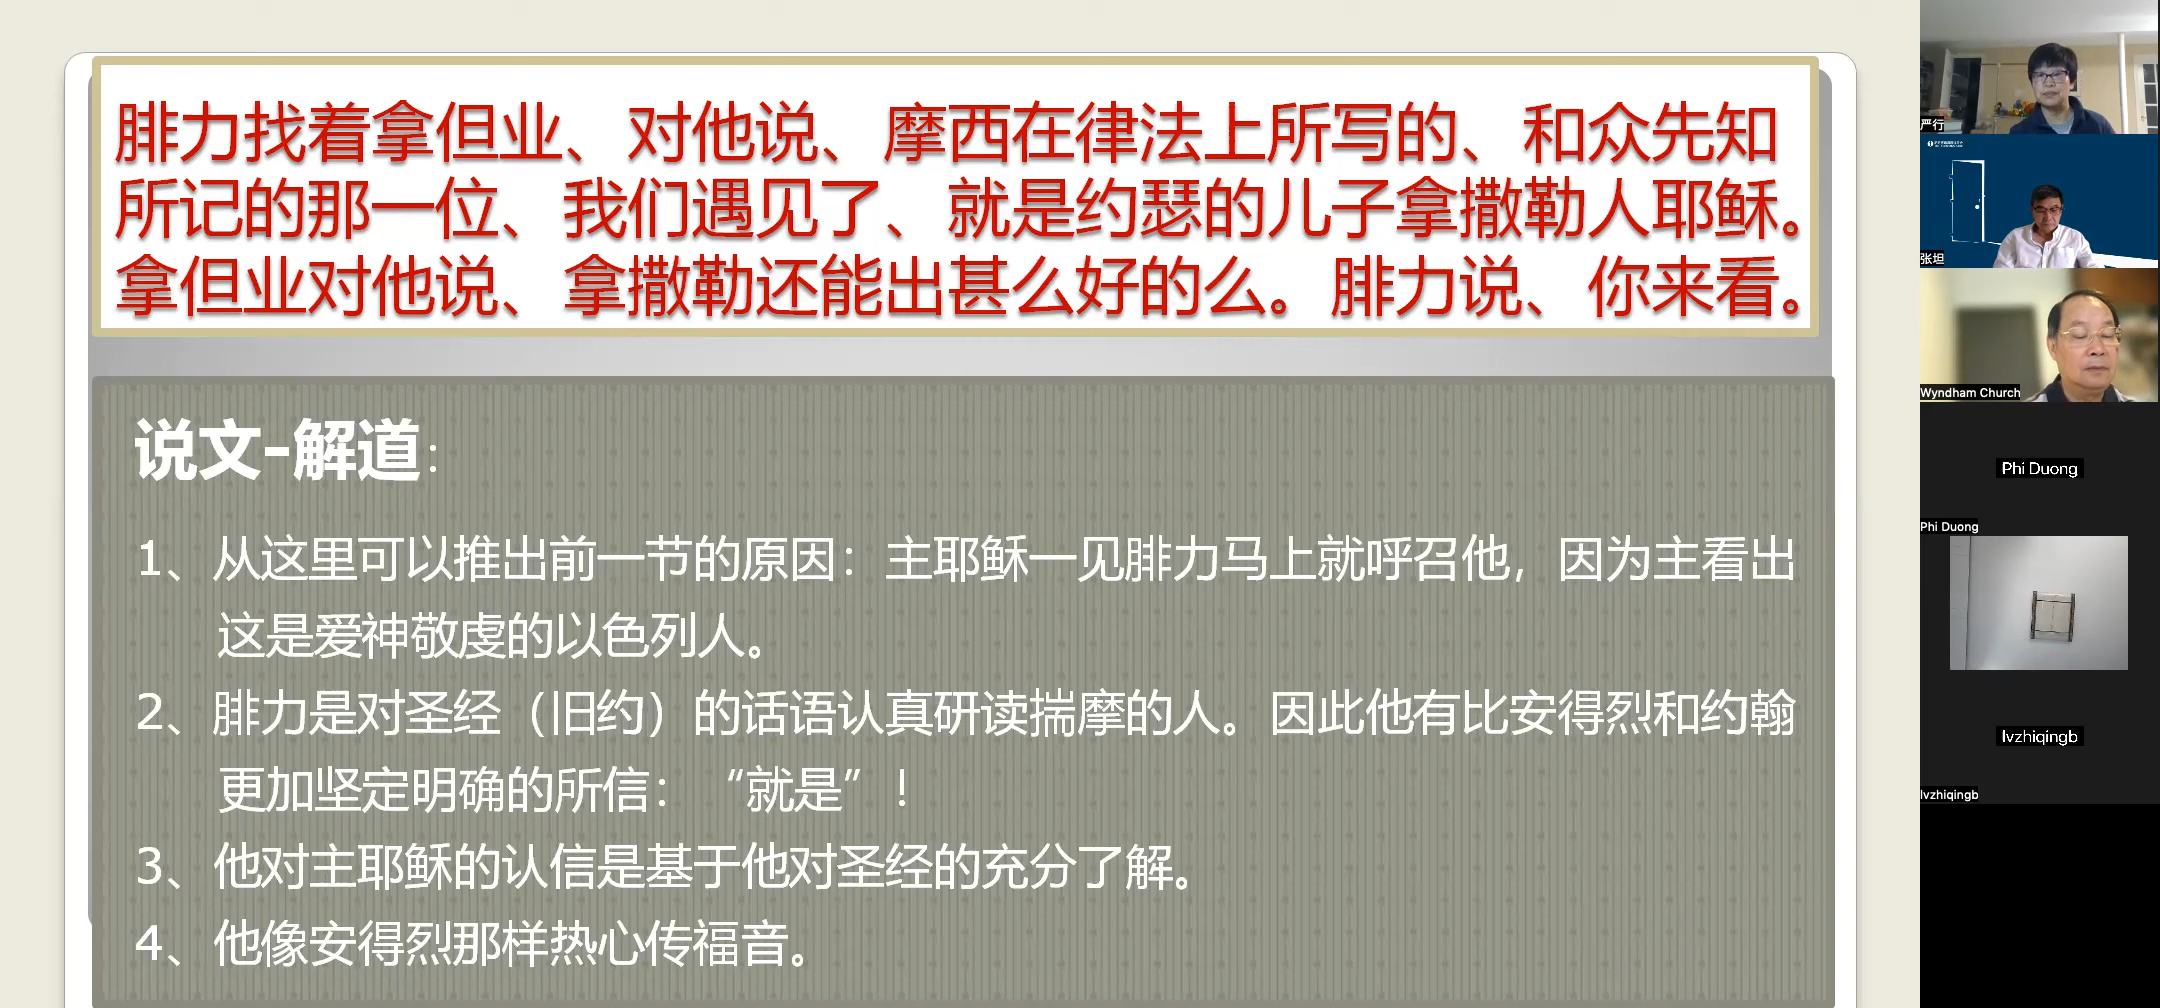 腓力找着拿但业、对他说、摩西在律法上所写的、和众先知
所记的那一位、我们遇见了、就是约瑟的儿子拿撒勒人耶稣。
拿但业对他说、拿撒勒还能出甚么好的么。腓力说、你来看。
说文-解道：
1、从这里可以推出前一节的原因：主耶稣一见腓力马上就呼召他，因为主看出
这是爱神敬虔的以色列人。
2、腓力是对圣经（旧约）的话语认真研读揣摩的人。因此他有比安得烈和约翰
更加坚定明确的所信：“就是”！
3、他对主耶稣的认信是基于他对圣经的充分了解。
4、他像安得烈那样热心传福音。
严行
张坦
Wyndham Church
Phi Duong
Phi Duong
lvzhiqingb
lvzhiqingb